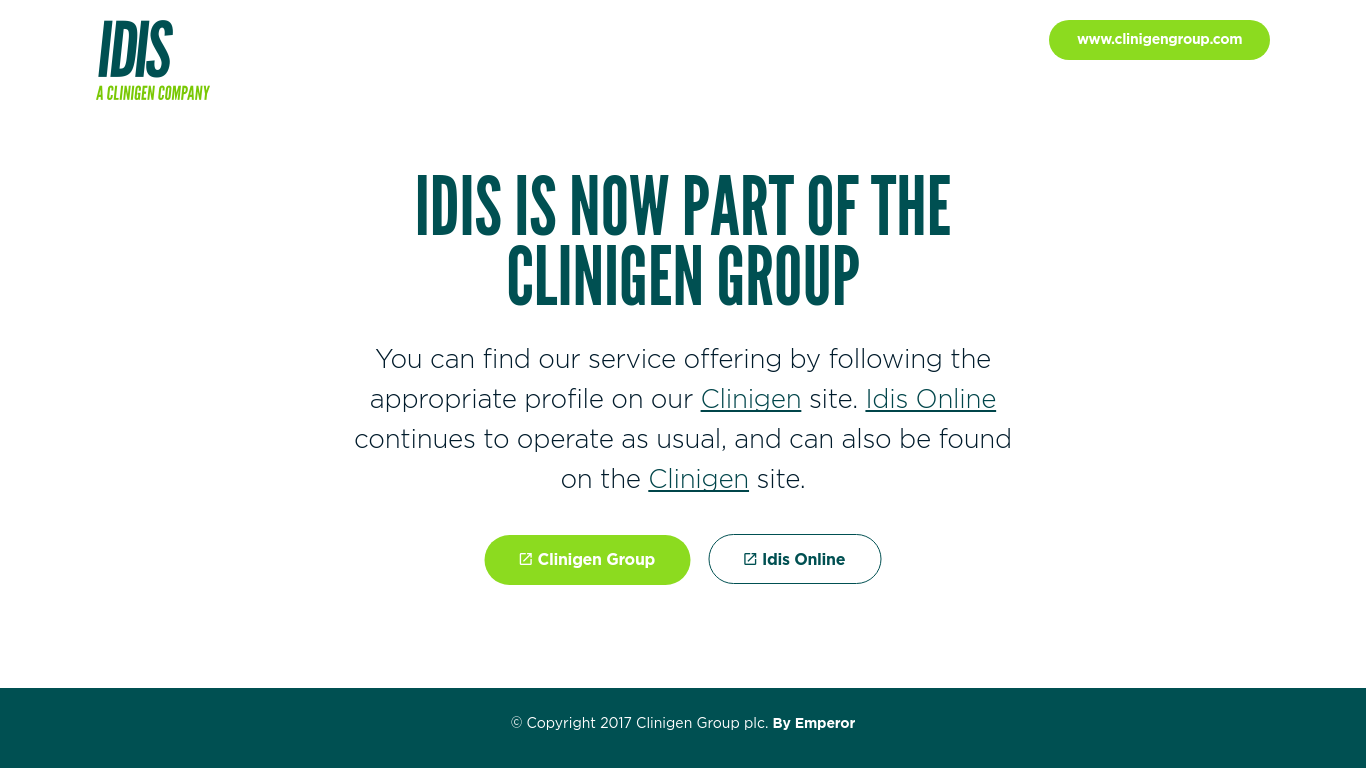 IDIS
A CLINIGEN COMPANY
www.clinigengroup.com
IDIS IS NOW PART OF THE
CLINIGEN GROUP
You can find our service offering by following the
appropriate profile on our Clinigen site. Idis Online
continues to operate as usual, and can also be found
on the Clinigen site.
Clinigen Group
Idis Online
© Copyright 2017 Clinigen Group plc. By Emperor